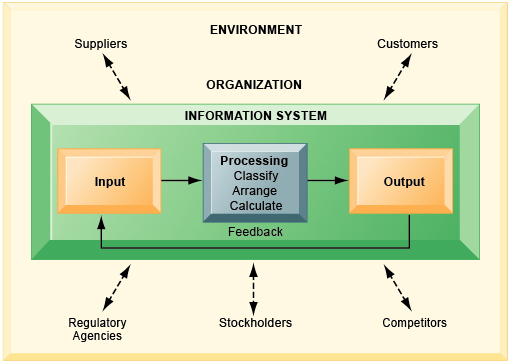 ENVIRONMENT
Suppliers
Customers
ORGANIZATION
INFORMATION SYSTEM
Input
Processing
Classify
Arrange
Calculate
Output
Feedback
Regulatory
Agencies
Stockholders
Competitors